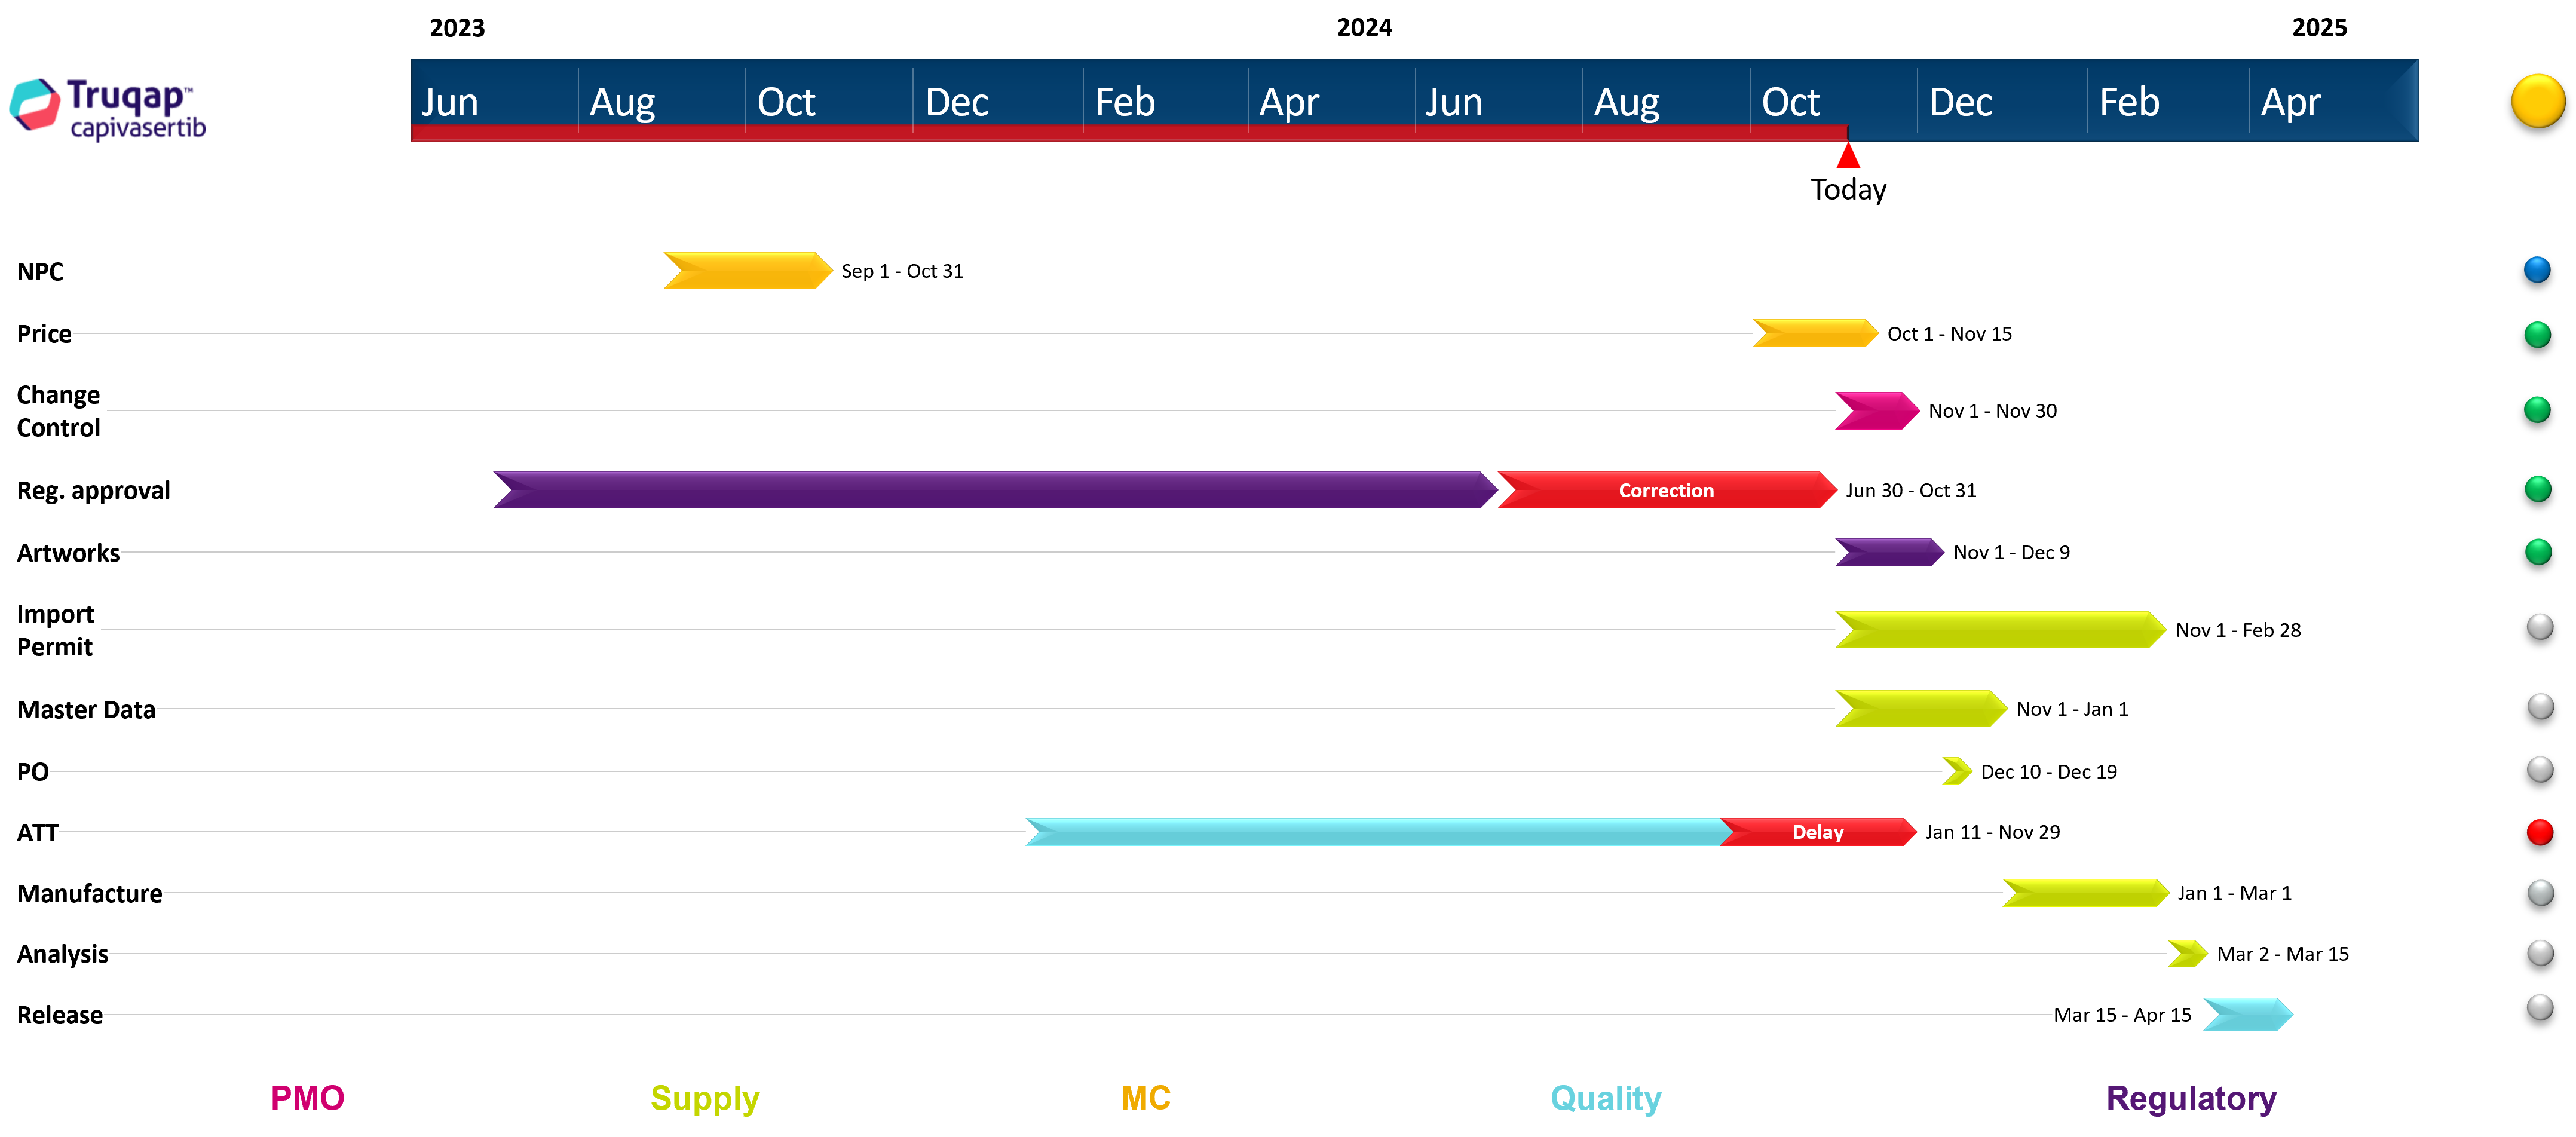 2023 2024 2025
Truqap™
capivasertib
Jun Aug Oct Dec Feb Apr Jun Aug Oct Dec Feb Apr
Today
NPC Sep 1 - Oct 31
Price Oct 1 - Nov 15
Change
Control Nov 1 - Nov 30
Reg. approval Correction Jun 30 - Oct 31
Artworks Nov 1 - Dec 9
Import
Permit Nov 1 - Feb 28
Master Data Nov 1 - Jan 1
PO Dec 10 - Dec 19
ATT Delay Jan 11 - Nov 29
Manufacture Jan 1 - Mar 1
Analysis Mar 2 - Mar 15
Release Mar 15 - Apr 15
PMO Supply MC Quality Regulatory